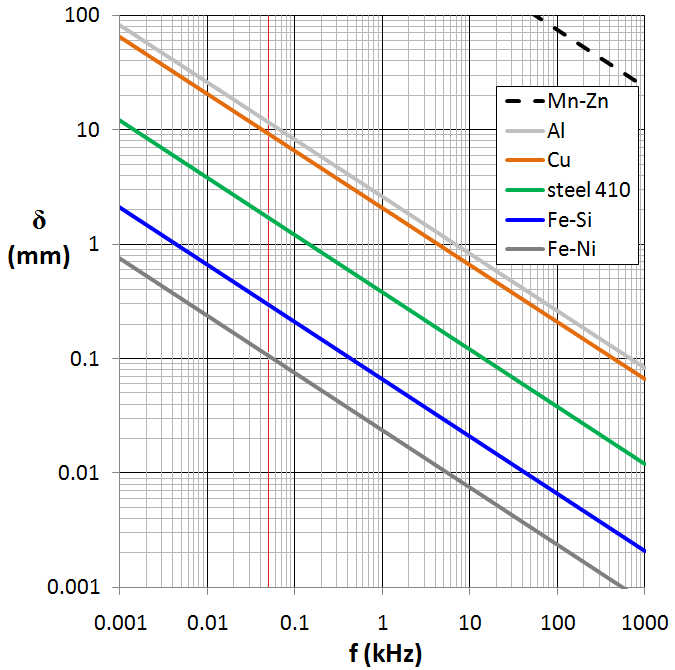 100
10
1
0.1
0.01
0.001
δ
(mm)
Mn-Zn
Al
Cu
steel 410
Fe-Si
Fe-Ni
0.001 0.01 0.1 1 10 100 1000
f (kHz)